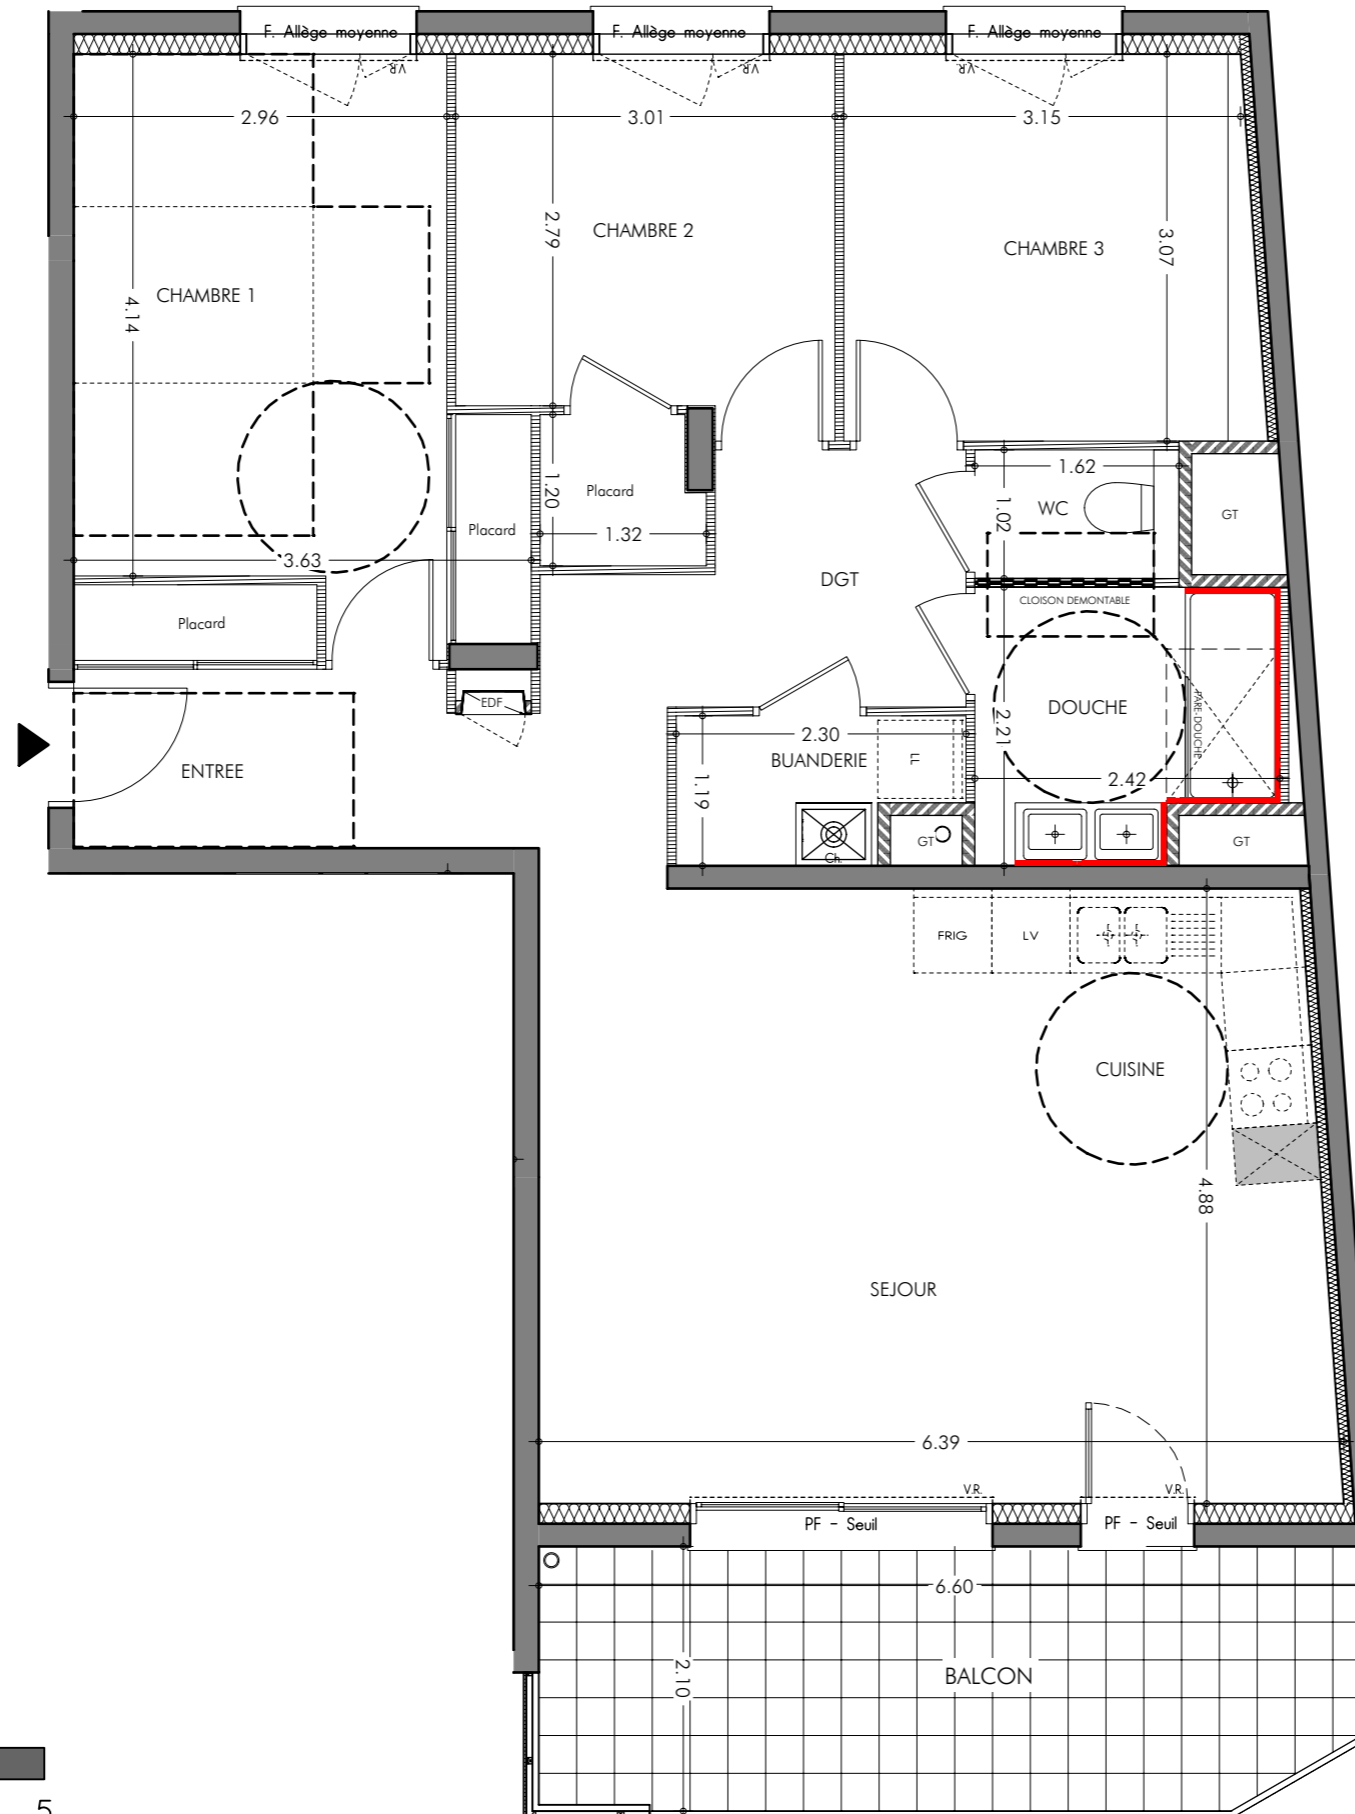 F. Allège moyenne
F. Allège moyenne
F. Allège moyenne
VR
VR
VR
2.96
3.01
3.15
2.79
CHAMBRE 2
3.07
CHAMBRE 3
4.14
CHAMBRE 1
1.20
Placard
1.32
Placard
3.63
Placard
1.62
1.02
WC
GT
DGT
CLOISON DEMONTABLE
EDF
DOUCHE
PARE-DOUCHE
2.21
2.42
ENTREE
2.30
BUANDERIE
1.19
Ch.
GT
GT
FRIG
LV
CUISINE
4.88
SEJOUR
6.39
V.R.
V.R.
PF - Seuil
PF - Seuil
6.60
2.10
BALCON
5